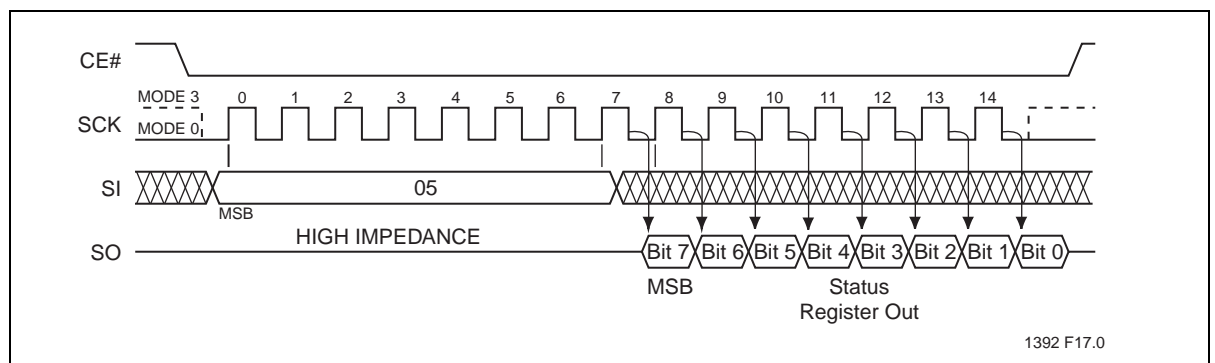 CE#
MODE 3 0 1 2 3 4 5 6 7 8 9 10 11 12 13 14
SCK
MODE 0
SI 05
MSB
HIGH IMPEDANCE
SO Bit 7 Bit 6 Bit 5 Bit 4 Bit 3 Bit 2 Bit 1 Bit 0
MSB Status
Register Out
1392 F17.0